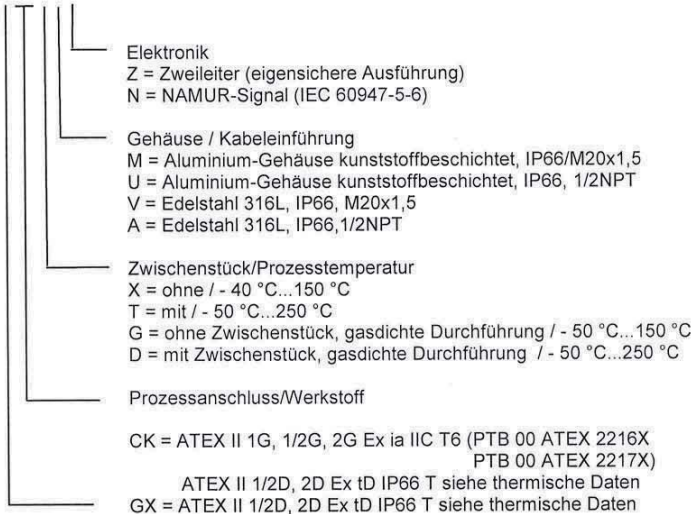 Elektronik
Z = Zweileiter (eigensichere Ausführung)
N = NAMUR-Signal (IEC 60947-5-6)
Gehäuse / Kabeleinführung
M = Aluminium-Gehäuse kunststoffbeschichtet, IP66/M20x1,5
U = Aluminium-Gehäuse kunststoffbeschichtet, IP66, 1/2NPT
V = Edelstahl 316L, IP66, M20x1,5
A = Edelstahl 316L, IP66,1/2NPT
Zwischenstück/Prozesstemperatur
X = ohne / - 40 °C...150 °C
T = mit / - 50 °C...250 °C
G = ohne Zwischenstück, gasdichte Durchführung / - 50 °C...150 °C
D = mit Zwischenstück, gasdichte Durchführung / - 50 °C...250 °C
Prozessanschluss/Werkstoff
CK = ATEX II 1G, 1/2G, 2G Ex ia IIC T6 (PTB 00 ATEX 2216X
PTB 00 ATEX 2217X)
ATEX II 1/2D, 2D Ex tD IP66 T siehe thermische Daten
GX = ATEX II 1/2D, 2D Ex tD IP66 T siehe thermische Daten